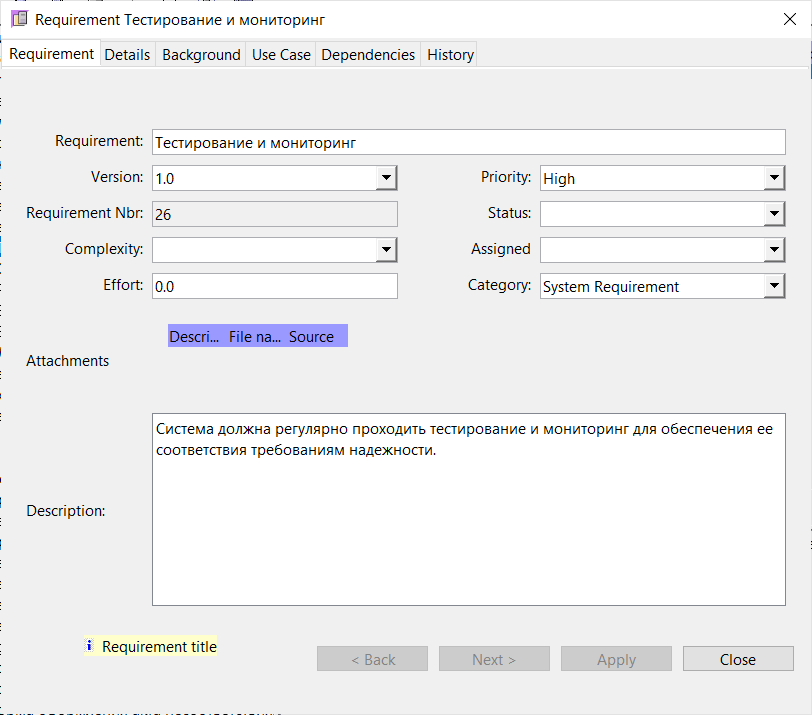 Requirement Тестирование и мониторинг
Requirement Details Background Use Case Dependencies History
Requirement: Тестирование и мониторинг
Version: 1.0 Priority: High
Requirement Nbr: 26 Status:
Complexity: Assigned
Effort: 0.0 Category: System Requirement
Descri... File na... Source
Attachments
Система должна регулярно проходить тестирование и мониторинг для обеспечения ее
соответствия требованиям надежности.
Description:
Requirement title
< Back Next > Apply Close